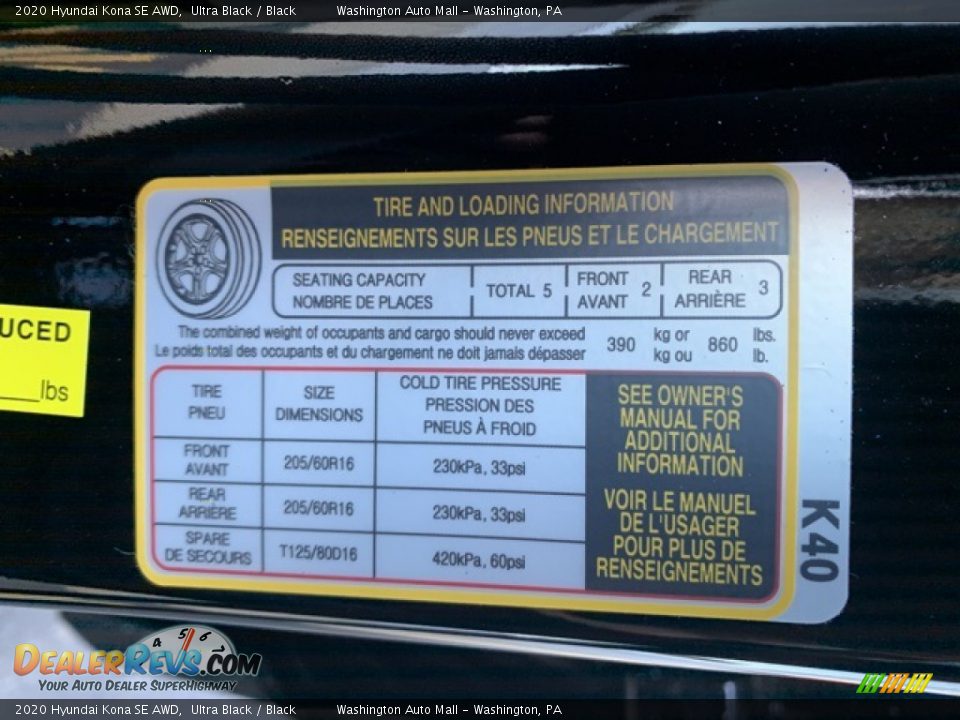 2020 Hyundai Kona SE AWD, Ultra Black / Black Washington Auto Mall - Washington, PA
TIRE AND LOADING INFORMATION
RENSEIGNEMENTS SUR LES PNEUS ET LE CHARGEMENT
SEATING CAPACITY TOTAL 5 FRONT 2 REAR 3
NOMBRE DE PLACES AVANT ARRIÈRE
The combined weight of occupants and cargo should never exceed 390 kg or 860 lbs.
Le poids total des occupants et du chargement ne doit jamais dépasser kg ou lb.
TIRE SIZE COLD TIRE PRESSURE
PNEU DIMENSIONS PRESSION DES
PNEUS À FROID
FRONT 205/60R16 230kPa, 33psi
AVANT
REAR 205/60R16 230kPa, 33psi
ARRIÈRE
SPARE T125/80D16 420kPa, 60psi
DE SECOURS
SEE OWNER'S
MANUAL FOR
ADDITIONAL
INFORMATION
VOIR LE MANUEL
DE L'USAGER
POUR PLUS DE
RENSEIGNEMENTS
K40
UCED
lbs
4 5 6
DealerRevs.com
Your Auto Dealer SuperHighway
2020 Hyundai Kona SE AWD, Ultra Black / Black Washington Auto Mall - Washington, PA